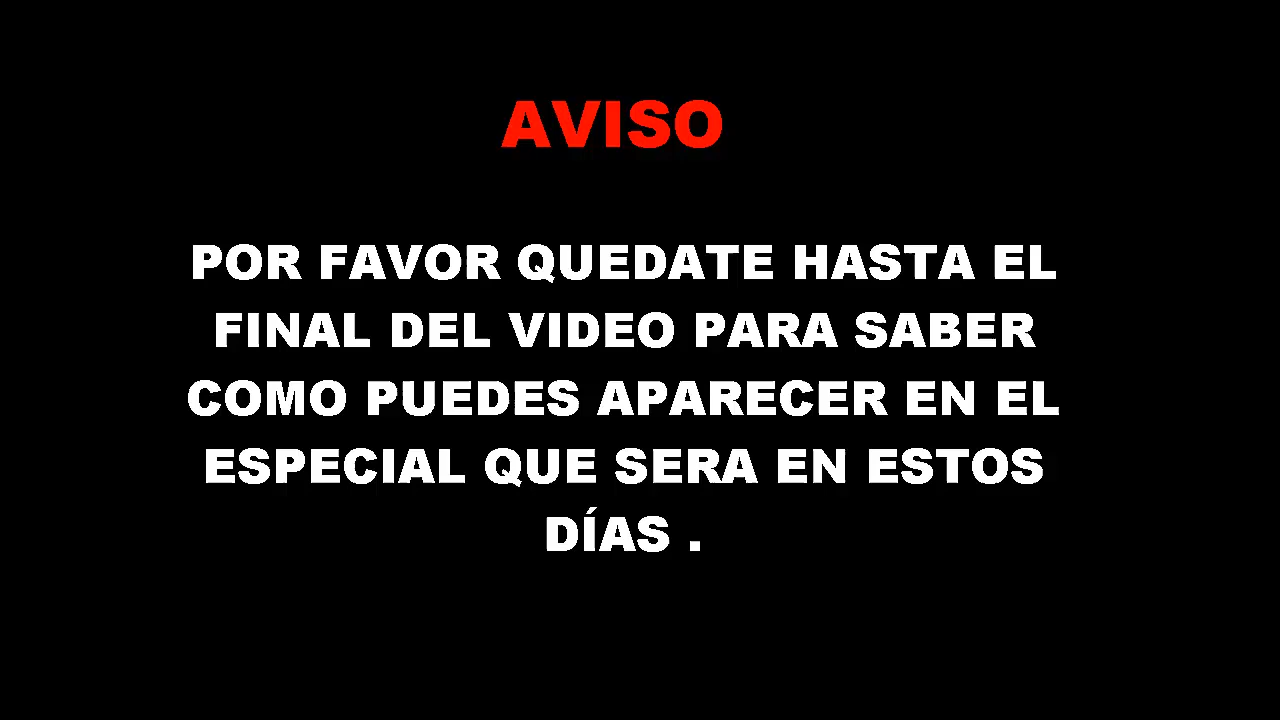 AVISO
POR FAVOR QUEDATE HASTA EL
FINAL DEL VIDEO PARA SABER
COMO PUEDES APARECER EN EL
ESPECIAL QUE SERA EN ESTOS
DÍAS .